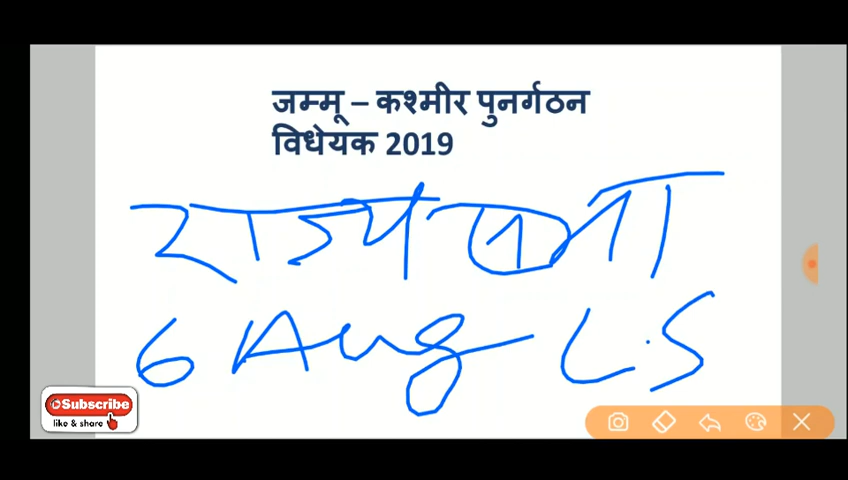 जम्मू – कश्मीर पुनर्गठन
विधेयक 2019
राज्यसभा
6 Aug L.S
Subscribe
like & share